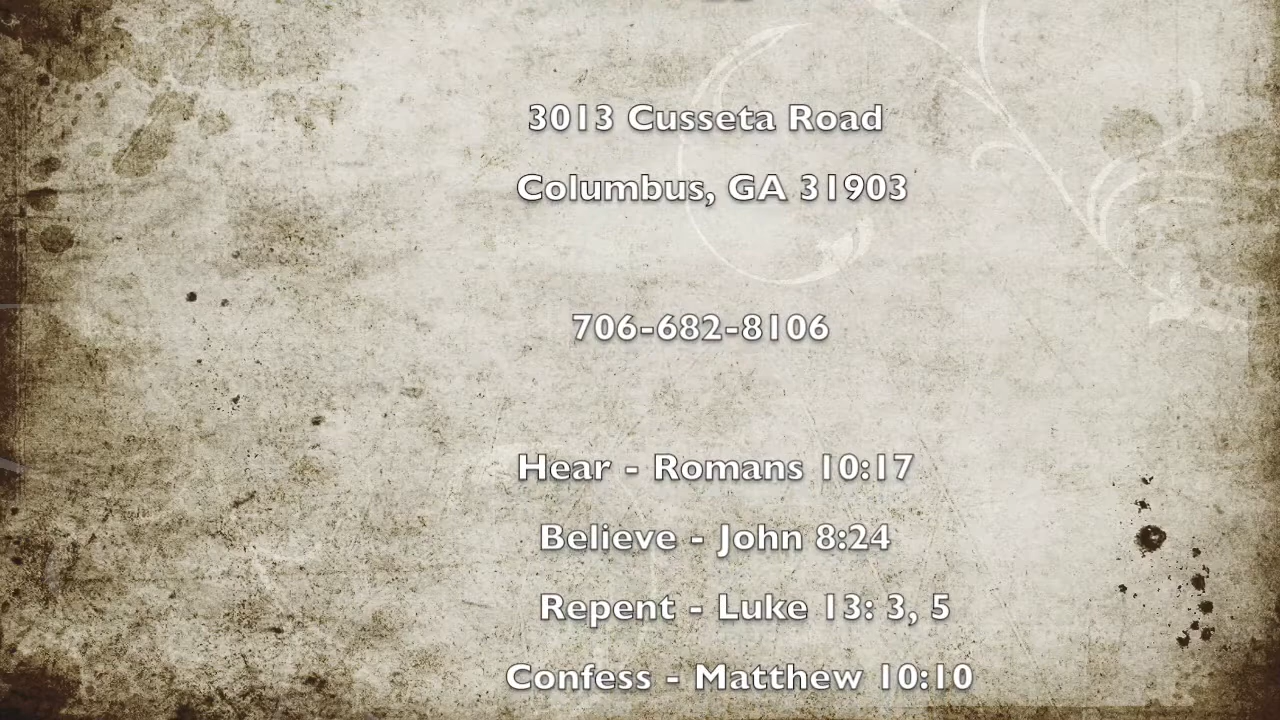 3013 Cusseta Road
Columbus, GA 31903
706-682-8106
Hear - Romans 10:17
Believe - John 8:24
Repent - Luke 13: 3, 5
Confess - Matthew 10:10